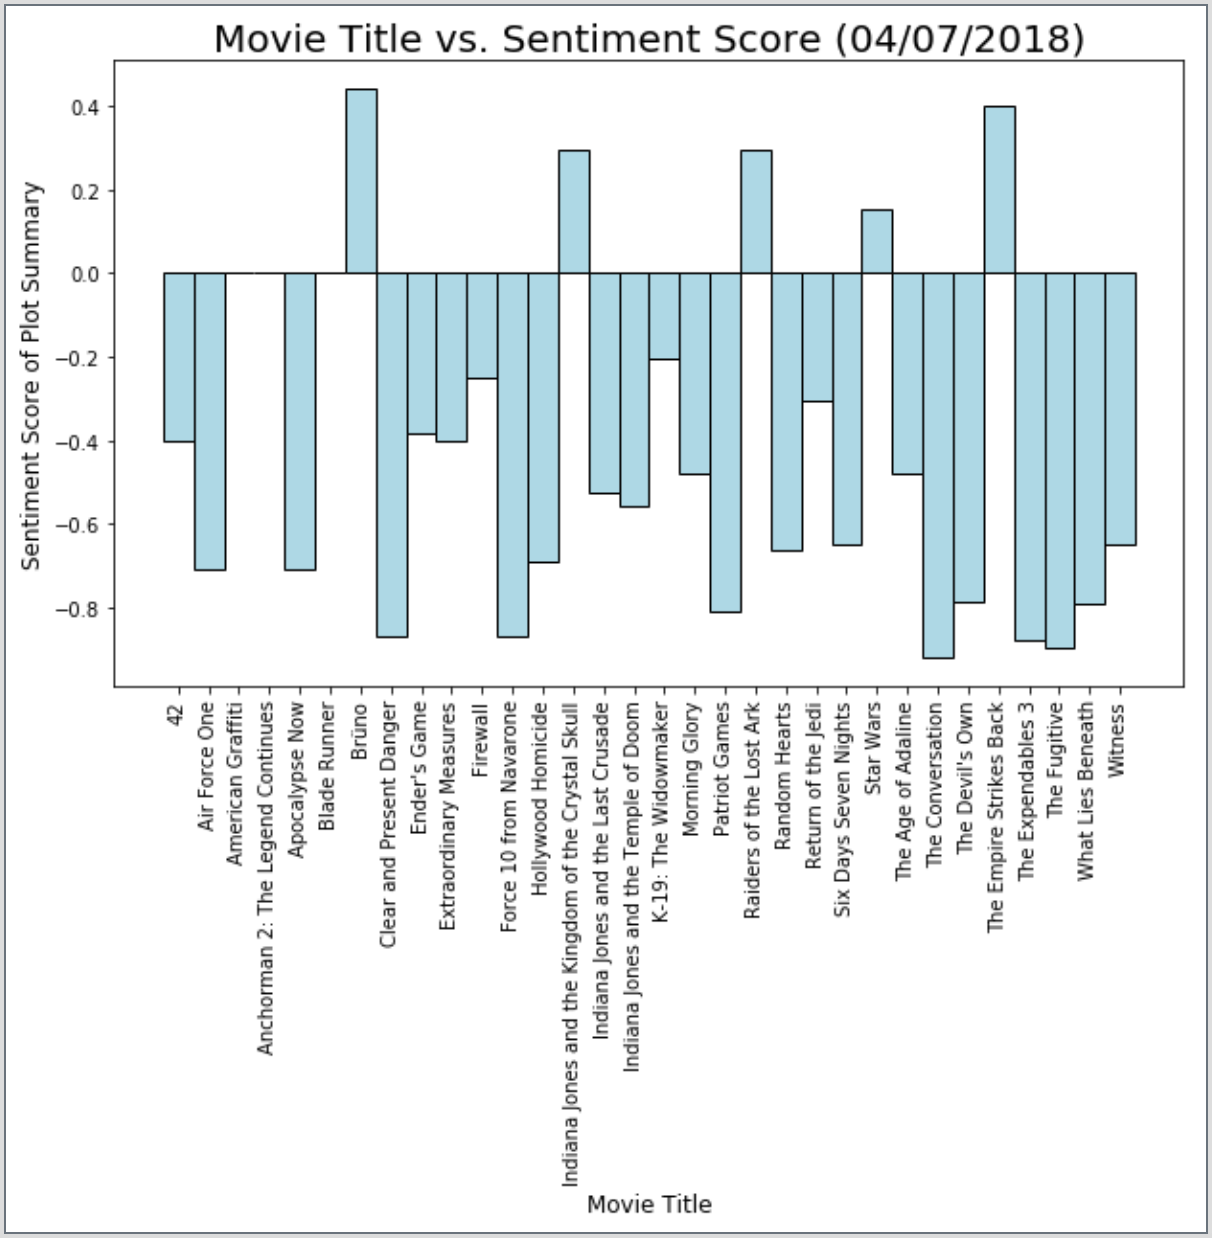 Movie Title vs. Sentiment Score (04/07/2018)
Sentiment Score of Plot Summary
0.4
0.2
0.0
−0.2
−0.4
−0.6
−0.8
42
Air Force One
American Graffiti
Anchorman 2: The Legend Continues
Apocalypse Now
Blade Runner
Brüno
Clear and Present Danger
Ender's Game
Extraordinary Measures
Firewall
Force 10 from Navarone
Hollywood Homicide
Indiana Jones and the Kingdom of the Crystal Skull
Indiana Jones and the Last Crusade
Indiana Jones and the Temple of Doom
K-19: The Widowmaker
Morning Glory
Patriot Games
Raiders of the Lost Ark
Random Hearts
Return of the Jedi
Six Days Seven Nights
Star Wars
The Age of Adaline
The Conversation
The Devil's Own
The Empire Strikes Back
The Expendables 3
The Fugitive
What Lies Beneath
Witness
Movie Title